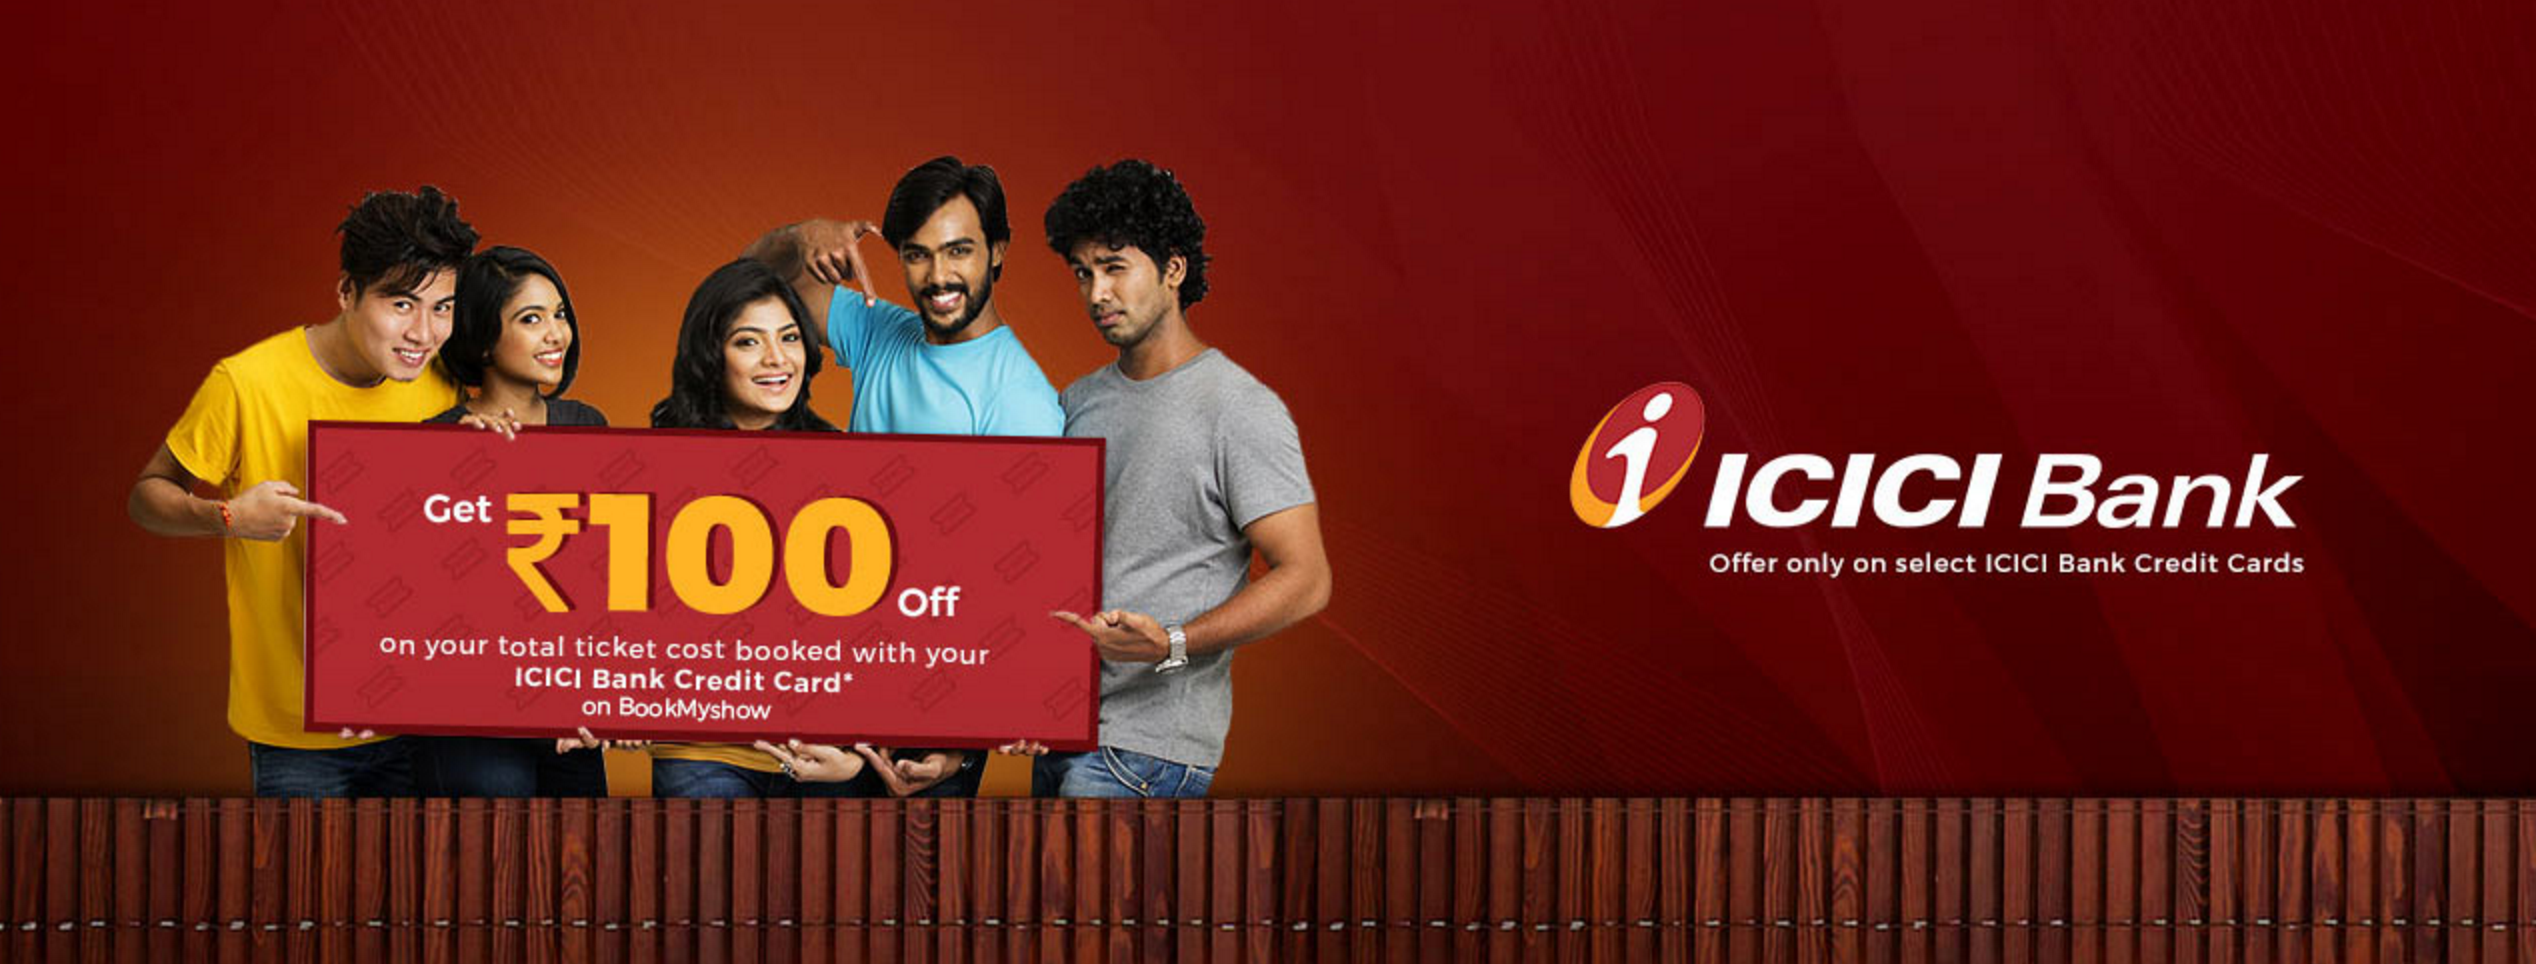 Get ₹100 Off
on your total ticket cost booked with your
ICICI Bank Credit Card*
on BookMyshow
i ICICI Bank
Offer only on select ICICI Bank Credit Cards